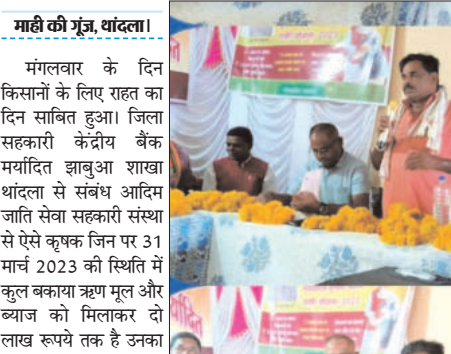 माही की गूंज, थांदला।
मंगलवार के दिन
किसानों के लिए राहत का
दिन साबित हुआ। जिला
सहकारी केंद्रीय बैंक
मर्यादित झाबुआ शाखा
थांदला से संबंध आदिम
जाति सेवा सहकारी संस्था
से ऐसे कृषक जिन पर 31
मार्च 2023 की स्थिति में
कुल बकाया ऋण मूल और
ब्याज को मिलाकर दो
लाख रूपये तक है उनका